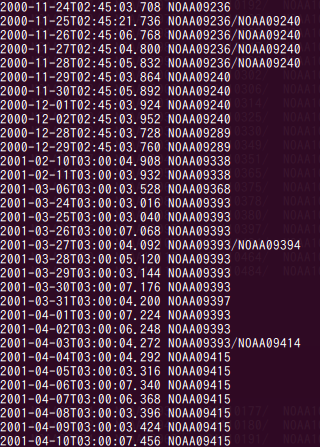 2000-11-24T02:45:03.708 NOAA09236
2000-11-25T02:45:21.736 NOAA09236/NOAA09240
2000-11-26T02:45:06.768 NOAA09236/NOAA09240
2000-11-27T02:45:04.800 NOAA09236/NOAA09240
2000-11-28T02:45:05.832 NOAA09236/NOAA09240
2000-11-29T02:45:03.864 NOAA09240
2000-11-30T02:45:05.892 NOAA09240
2000-12-01T02:45:03.924 NOAA09240
2000-12-02T02:45:03.952 NOAA09240
2000-12-28T02:45:03.728 NOAA09289
2000-12-29T02:45:03.760 NOAA09289
2001-02-10T03:00:04.908 NOAA09338
2001-02-11T03:00:03.932 NOAA09338
2001-03-06T03:00:03.528 NOAA09368
2001-03-24T03:00:03.016 NOAA09393
2001-03-25T03:00:03.040 NOAA09393
2001-03-26T03:00:07.068 NOAA09393
2001-03-27T03:00:04.092 NOAA09393/NOAA09394
2001-03-28T03:00:05.120 NOAA09393
2001-03-29T03:00:03.144 NOAA09393
2001-03-30T03:00:07.176 NOAA09393
2001-03-31T03:00:04.200 NOAA09397
2001-04-01T03:00:07.224 NOAA09393
2001-04-02T03:00:06.248 NOAA09393
2001-04-03T03:00:04.272 NOAA09393/NOAA09414
2001-04-04T03:00:04.292 NOAA09415
2001-04-05T03:00:03.316 NOAA09415
2001-04-06T03:00:07.340 NOAA09415
2001-04-07T03:00:06.368 NOAA09415
2001-04-08T03:00:03.396 NOAA09415
2001-04-09T03:00:03.424 NOAA09415
2001-04-10T03:00:07.456 NOAA09415